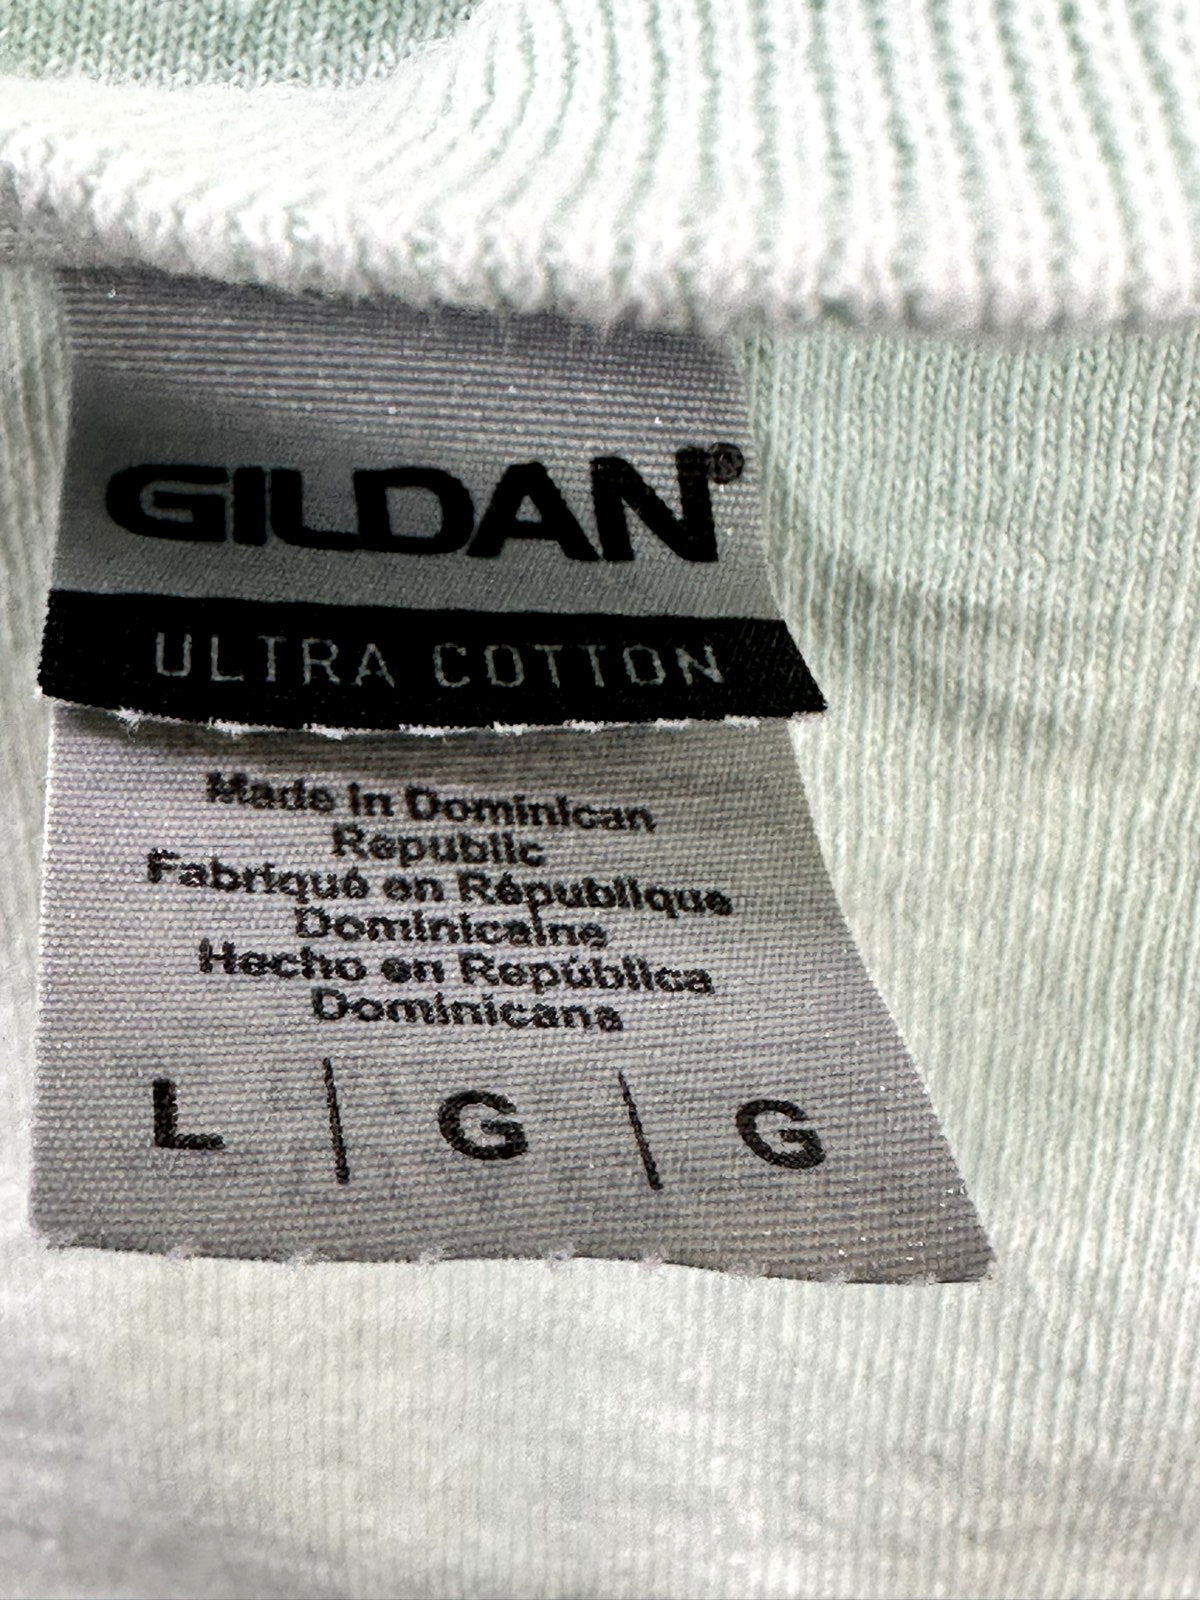 GILDAN®
ULTRA COTTON
Made in Dominican
Republic
Fabriqué en République
Dominicaine
Hecho en República
Dominicana
L | G | G